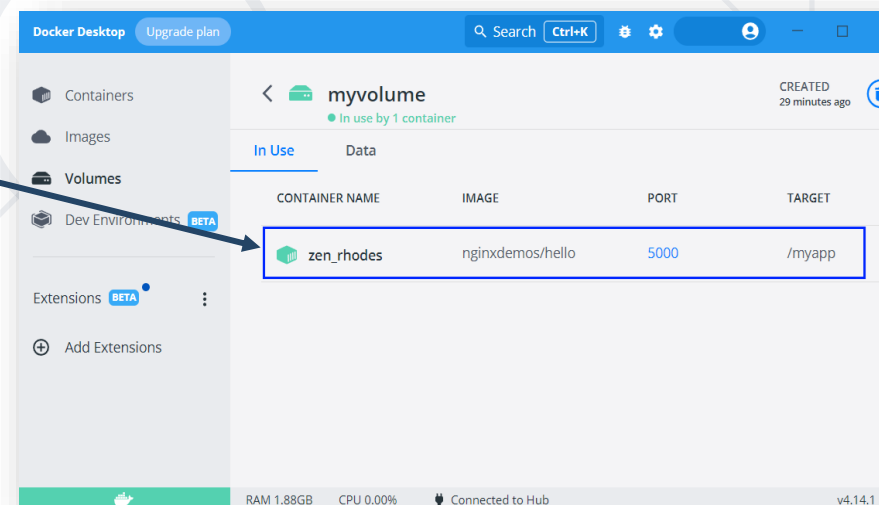 Docker Desktop Upgrade plan Search Ctrl+K
Containers
Images
Volumes
Dev Environments BETA
Extensions BETA
Add Extensions
myvolume
In use by 1 container
CREATED
29 minutes ago
In Use Data
CONTAINER NAME IMAGE PORT TARGET
zen_rhodes nginxdemos/hello 5000 /myapp
RAM 1.88GB CPU 0.00% Connected to Hub v4.14.1